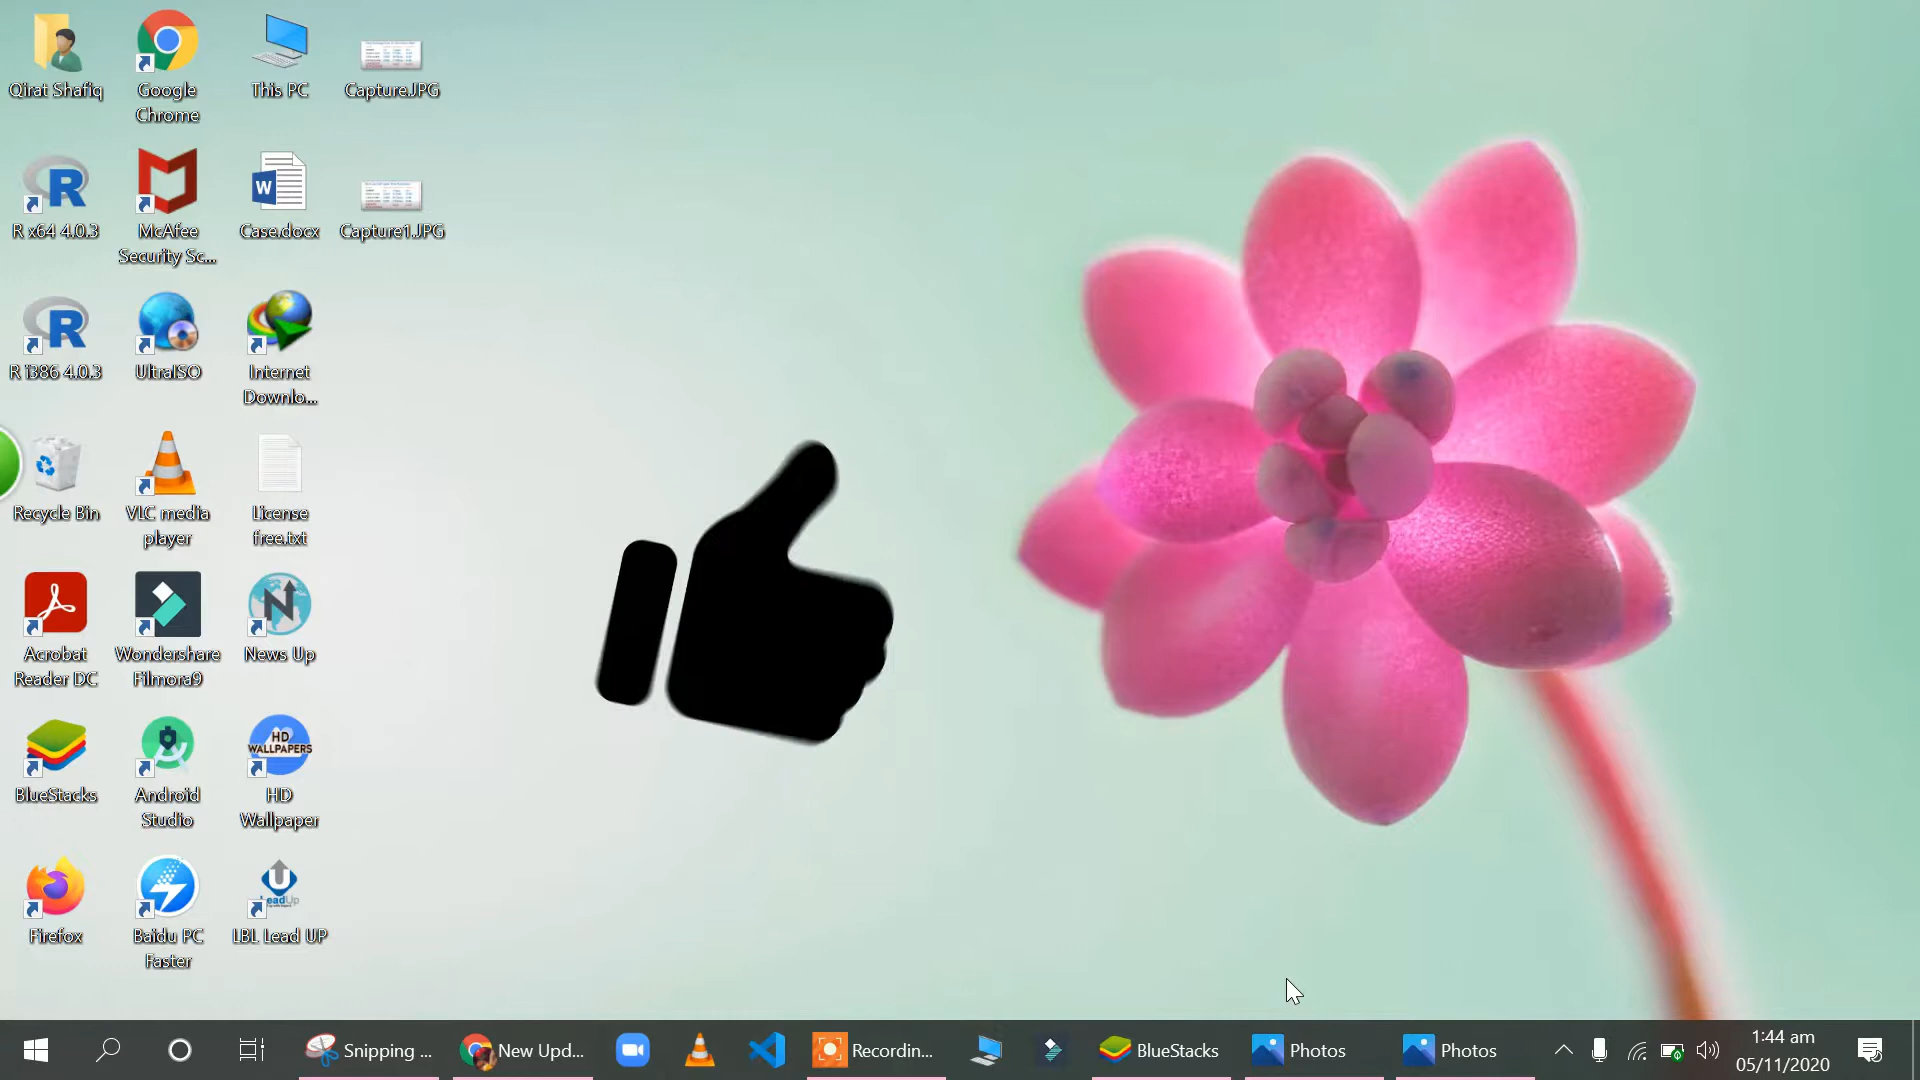 Qirat Shafiq
Google
Chrome
This PC
Capture.JPG
R x64 4.0.3
McAfee
Security Sc...
Case.docx
Capture1.JPG
R i386 4.0.3
UltraISO
Internet
Downlo...
Recycle Bin
VLC media
player
License
free.txt
Acrobat
Reader DC
Wondershare
Filmora9
News Up
BlueStacks
Android
Studio
HD
WALLPAPERS
HD
Wallpaper
Firefox
Baidu PC
Faster
LeadUp
LBL Lead UP
Snipping ...
New Upd...
Recordin...
BlueStacks
Photos
Photos
1:44 am
05/11/2020